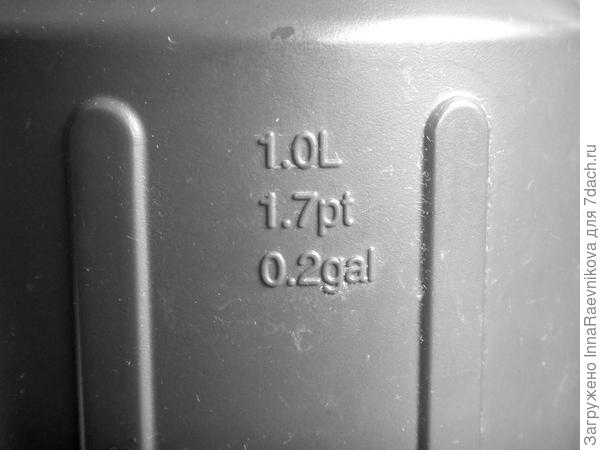 1.0L
1.7pt
0.2gal
Загружено InnaRaevnikova для 7dach.ru